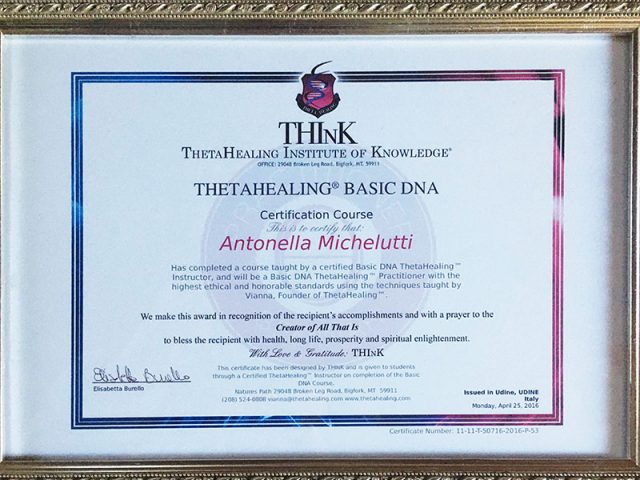 THInK
THETAHEALING INSTITUTE OF KNOWLEDGE®
OFFICE: 29048 Broken Leg Road, Bigfork, MT. 59911
THETAHEALING® BASIC DNA
Certification Course
This is to certify that:
Antonella Michelutti
Has completed a course taught by a certified Basic DNA ThetaHealing™
Instructor, and will be a Basic DNA ThetaHealing™ Practitioner with the
highest ethical and honorable standards using the techniques taught by
Vianna, Founder of ThetaHealing™.
We make this award in recognition of the recipient's accomplishments and with a prayer to the
Creator of All That Is
to bless the recipient with health, long life, prosperity and spiritual enlightenment.
With Love & Gratitude: THInK
This certificate has been designed by THInK and is given to students
through a Certified ThetaHealing™ Instructor on completion of the Basic
DNA Course.
Natures Path 29048 Broken Leg Road, Bigfork, MT 59911
(208) 524-0808 vianna@thetahealing.com www.thetahealing.com
Elisabetta Burello
Issued in Udine, UDINE
Italy
Monday, April 25, 2016
Certificate Number: 11-11-T-50716-2016-P-53